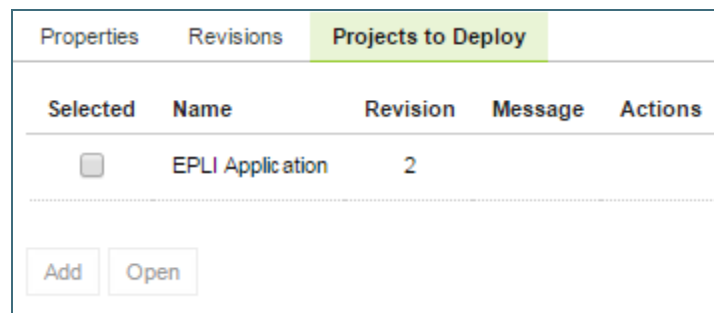 Properties Revisions Projects to Deploy
Selected Name Revision Message Actions
EPLI Application 2
Add Open